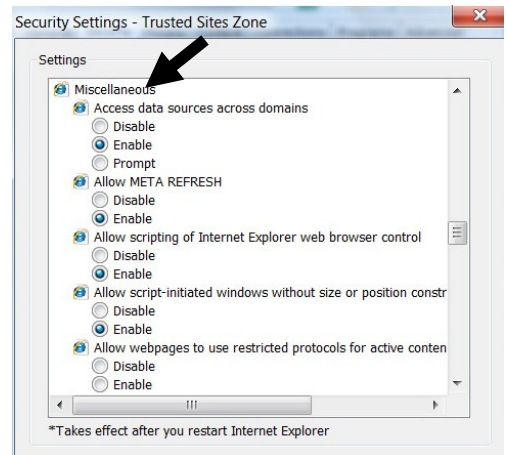 Security Settings - Trusted Sites Zone
Settings
Miscellaneous
Access data sources across domains
Disable
Enable
Prompt
Allow META REFRESH
Disable
Enable
Allow scripting of Internet Explorer web browser control
Disable
Enable
Allow script-initiated windows without size or position constr
Disable
Enable
Allow webpages to use restricted protocols for active conten
Disable
Enable
*Takes effect after you restart Internet Explorer